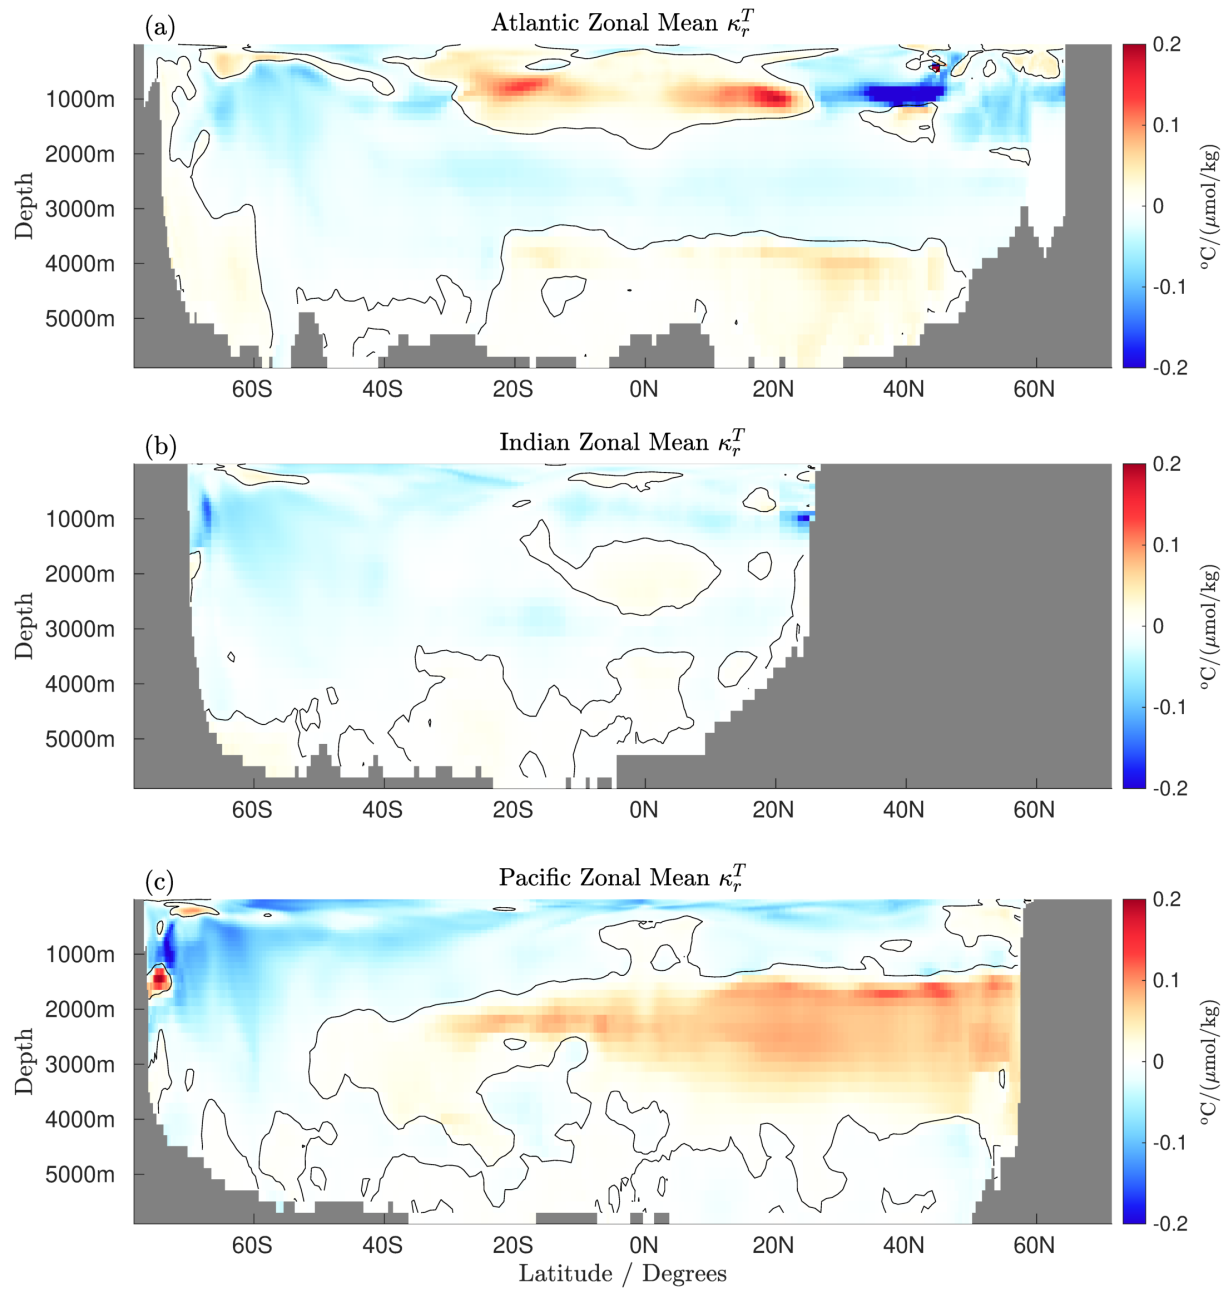 (a) Atlantic Zonal Mean κ_r^T
0.2
1000m
0.1
2000m
Depth
3000m
0
°C/(μmol/kg)
4000m
-0.1
5000m
-0.2
60S 40S 20S 0N 20N 40N 60N
(b) Indian Zonal Mean κ_r^T
0.2
1000m
0.1
2000m
Depth
3000m
0
°C/(μmol/kg)
4000m
-0.1
5000m
-0.2
60S 40S 20S 0N 20N 40N 60N
(c) Pacific Zonal Mean κ_r^T
0.2
1000m
0.1
2000m
Depth
3000m
0
°C/(μmol/kg)
4000m
-0.1
5000m
-0.2
60S 40S 20S 0N 20N 40N 60N
Latitude / Degrees